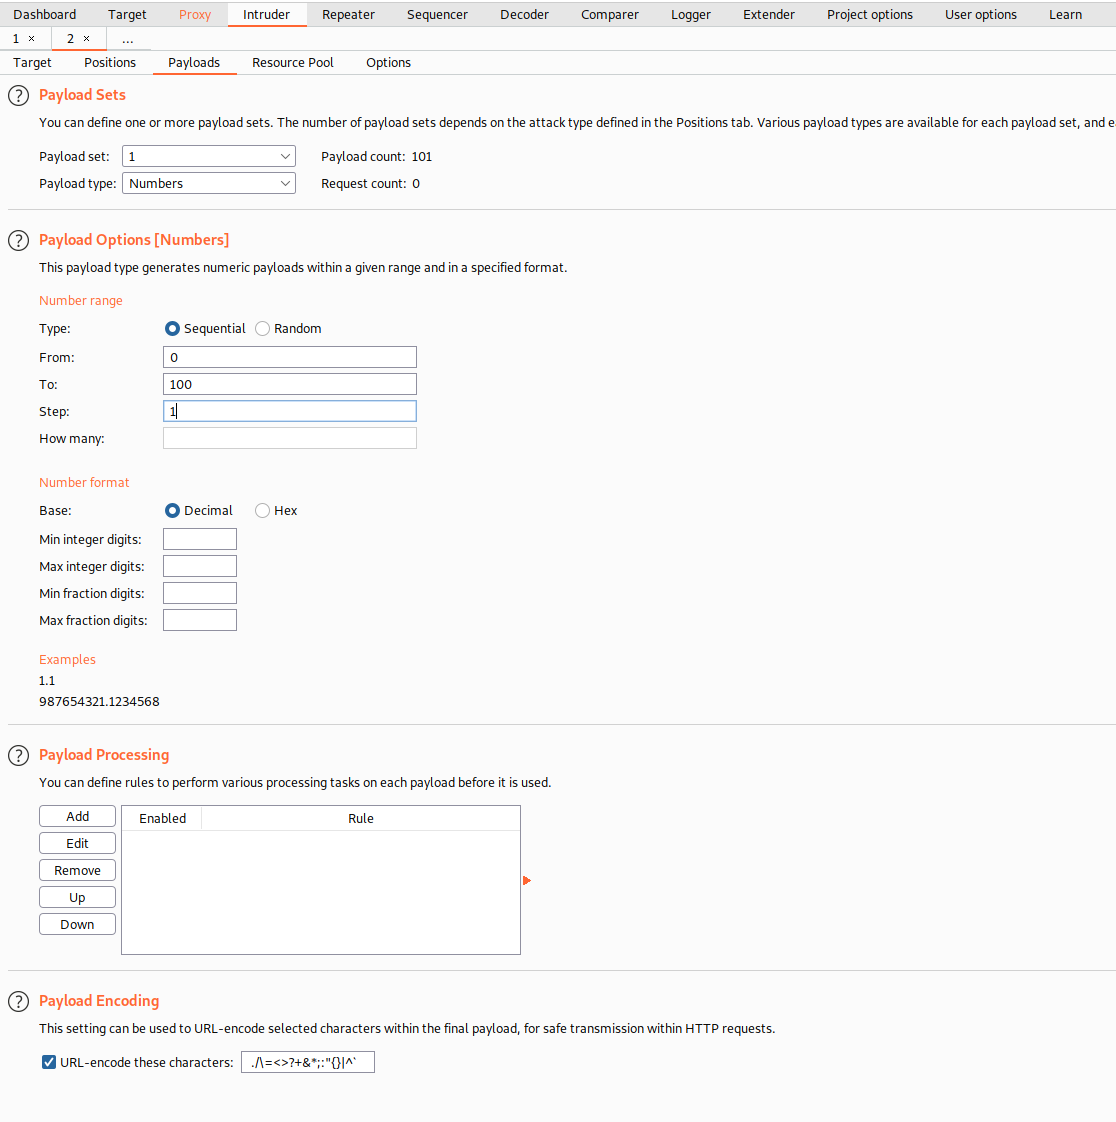 Dashboard Target Proxy Intruder Repeater Sequencer Decoder Comparer Logger Extender Project options User options Learn
1 × 2 × ...
Target Positions Payloads Resource Pool Options
? Payload Sets
You can define one or more payload sets. The number of payload sets depends on the attack type defined in the Positions tab. Various payload types are available for each payload set, and e
Payload set: 1 Payload count: 101
Payload type: Numbers Request count: 0
? Payload Options [Numbers]
This payload type generates numeric payloads within a given range and in a specified format.
Number range
Type: Sequential Random
From: 0
To: 100
Step: 1
How many:
Number format
Base: Decimal Hex
Min integer digits:
Max integer digits:
Min fraction digits:
Max fraction digits:
Examples
1.1
987654321.1234568
? Payload Processing
You can define rules to perform various processing tasks on each payload before it is used.
Add Enabled Rule
Edit
Remove
Up
Down
? Payload Encoding
This setting can be used to URL-encode selected characters within the final payload, for safe transmission within HTTP requests.
URL-encode these characters: ./\=<>?+&*;:"{}|^`